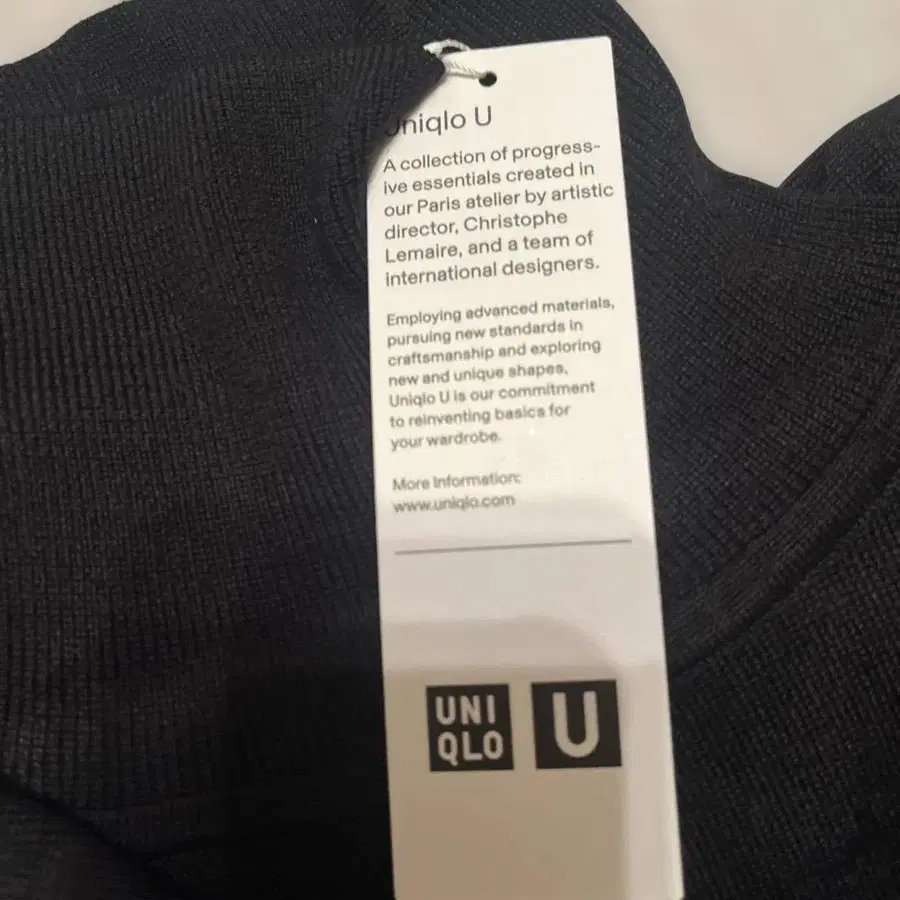 Uniqlo U
A collection of progress-
ive essentials created in
our Paris atelier by artistic
director, Christophe
Lemaire, and a team of
international designers.
Employing advanced materials,
pursuing new standards in
craftsmanship and exploring
new and unique shapes,
Uniqlo U is our commitment
to reinventing basics for
your wardrobe.
More Information:
www.uniqlo.com
UNI
QLO
U